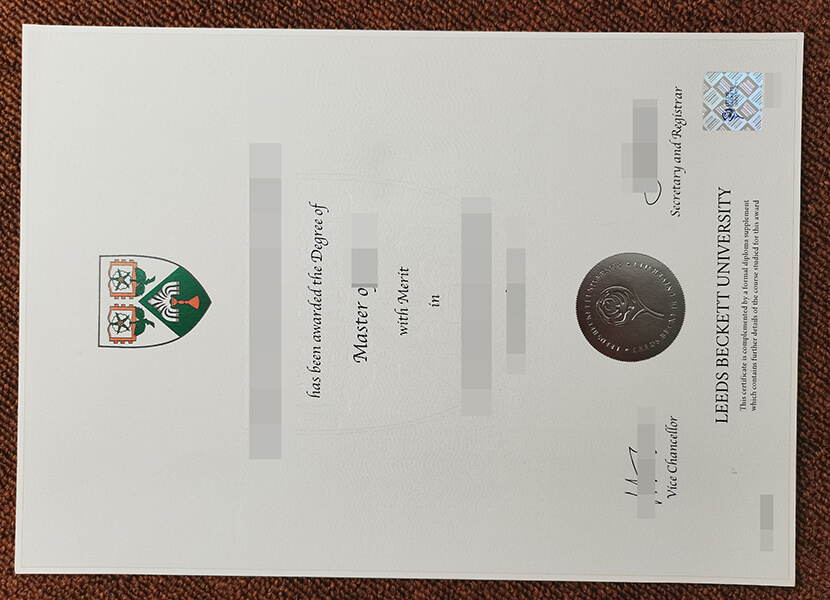 has been awarded the Degree of
Master
with Merit
in
Secretary and Registrar
Vice Chancellor
LEEDS BECKETT UNIVERSITY
This certificate is complemented by a formal diploma supplement
which contains further details of the course studied for this award